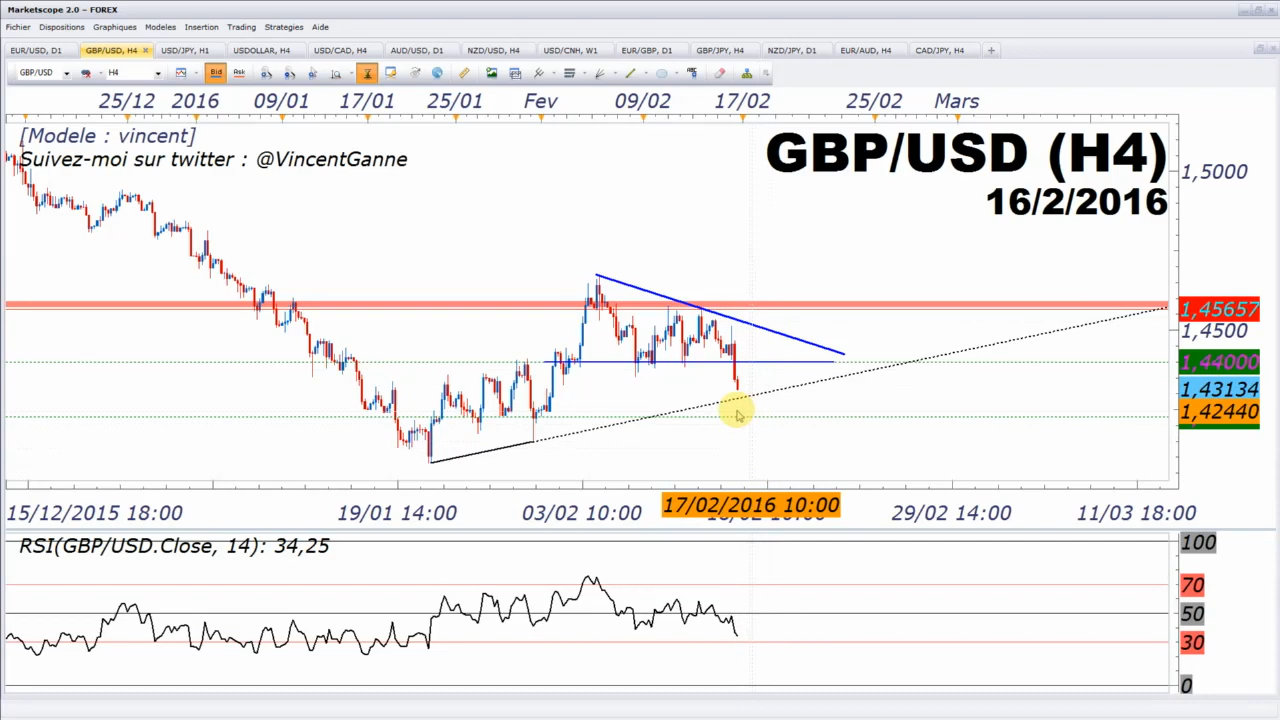 Marketscope 2.0 – FOREX
Fichier Dispositions Graphiques Modeles Insertion Trading Strategies Aide
EUR/USD, D1 GBP/USD, H4 USD/JPY, H1 USDOLLAR, H4 USD/CAD, H4 AUD/USD, D1 NZD/USD, H4 USD/CNH, W1 EUR/GBP, D1 GBP/JPY, H4 NZD/JPY, D1 EUR/AUD, H4 CAD/JPY, H4
GBP/USD H4 Bid Ask ABC
25/12 2016 09/01 17/01 25/01 Fev 09/02 17/02 25/02 Mars
[Modele : vincent]
Suivez-moi sur twitter : @VincentGanne
GBP/USD (H4)
16/2/2016
1,5000
1,45657
1,4500
1,44000
1,43134
1,42440
15/12/2015 18:00 19/01 14:00 03/02 10:00 17/02/2016 10:00 29/02 14:00 11/03 18:00
RSI(GBP/USD.Close, 14): 34,25
100
70
50
30
0